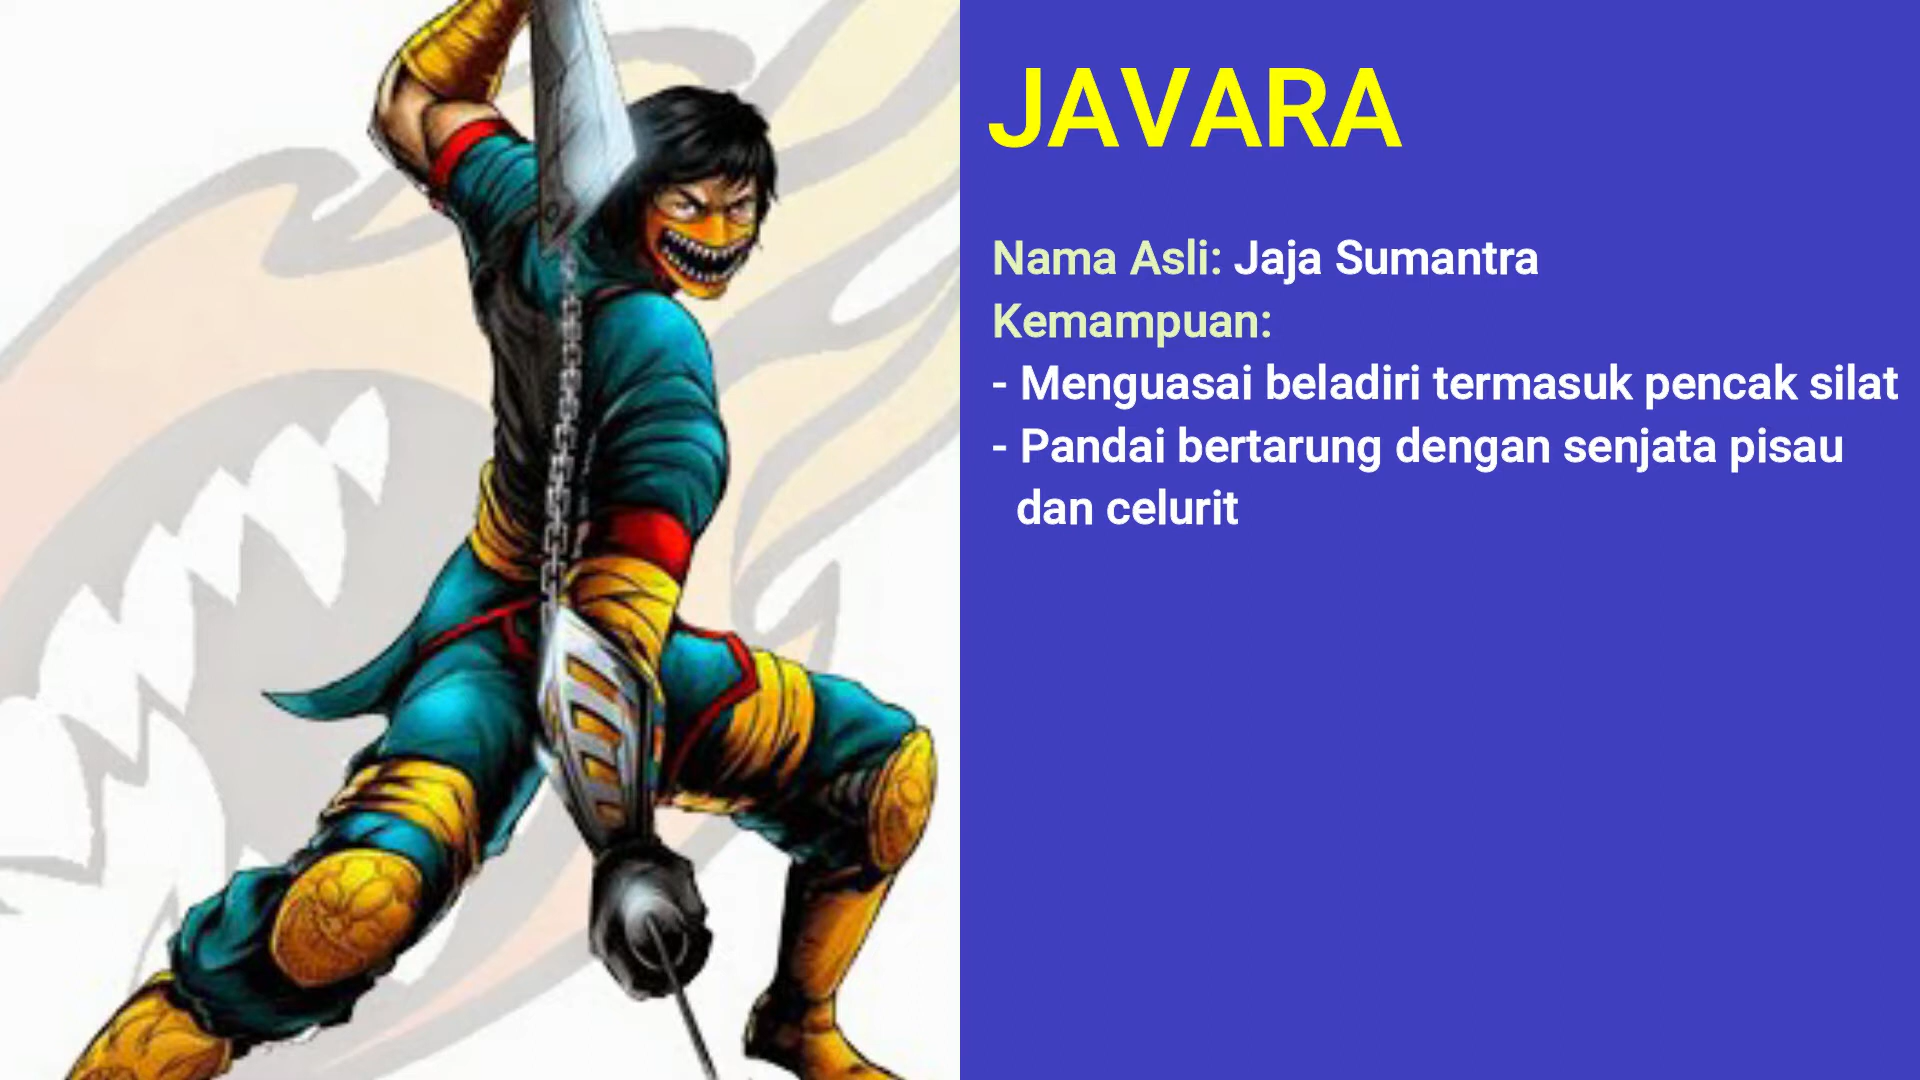 JAVARA
Nama Asli: Jaja Sumantra
Kemampuan:
- Menguasai beladiri termasuk pencak silat
- Pandai bertarung dengan senjata pisau
dan celurit